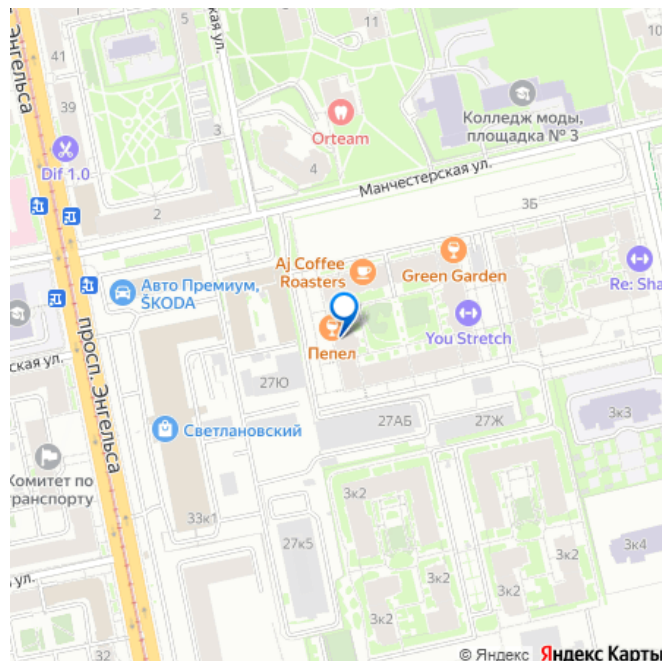 Энгельса
41
5
11
кая ул.
10
39
3
Dif 1.0
Orteam
4
Колледж моды,
площадка № 3
2
Манчестерская ул.
3Б
Авто Премиум,
ŠKODA
Aj Coffee
Roasters
Green Garden
Re: Sha
Пепел
You Stretch
ская ул.
просп. Энгельса
27Ю
Светлановский
27АБ
27Ж
3к3
Комитет по
транспорту
33к1
3к2
3к2
27к5
3к4
3к2
3к2
3к2
3к2
ул.
32
© Яндекс Яндекс Карты